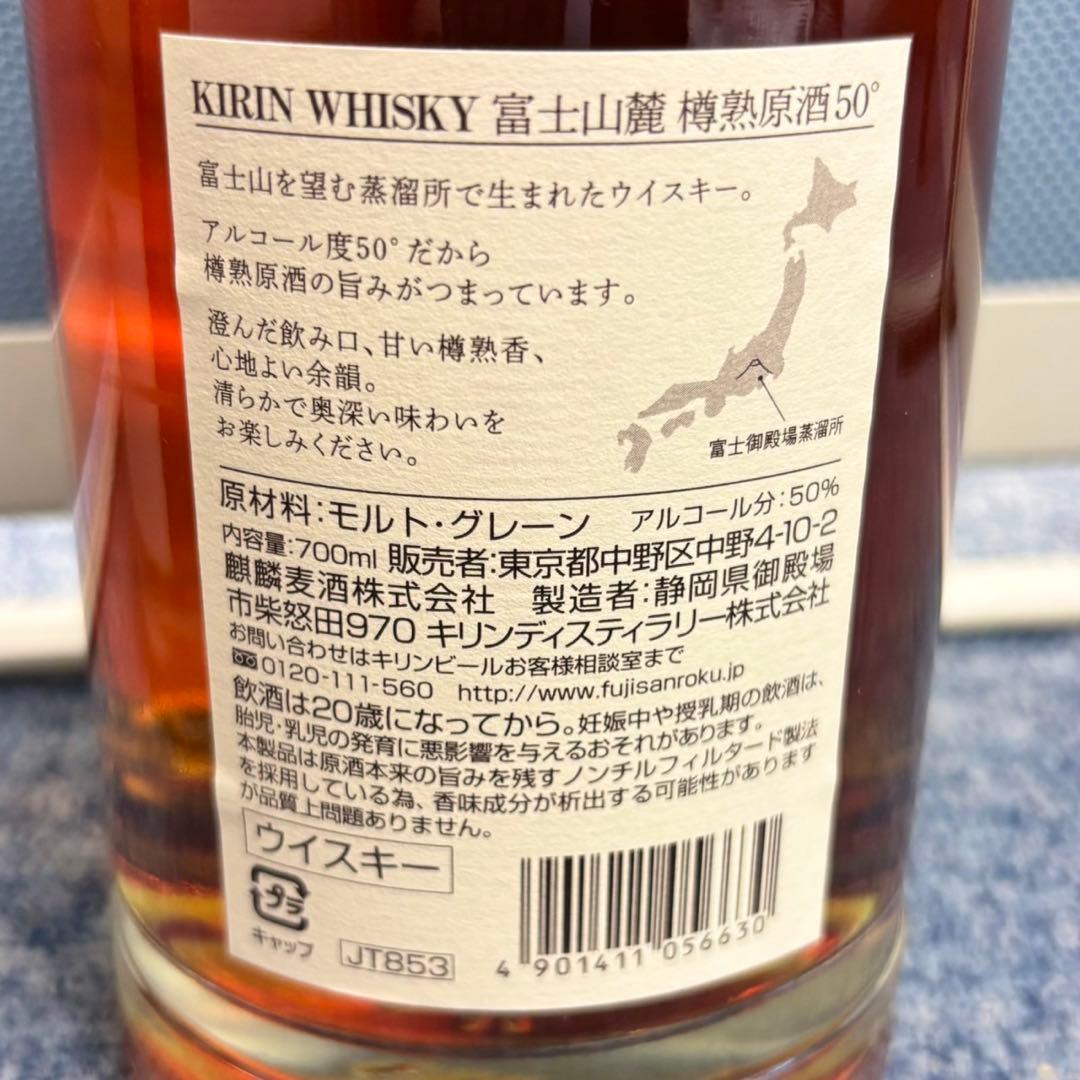 KIRIN WHISKY 富士山麓 樽熟原酒50°
富士山を望む蒸溜所で生まれたウイスキー。
アルコール度50°だから
樽熟原酒の旨みがつまっています。
澄んだ飲み口、甘い樽熟香、
心地よい余韻。
清らかで奥深い味わいを
お楽しみください。
富士御殿場蒸溜所
原材料:モルト・グレーン アルコール分:50%
内容量:700ml 販売者:東京都中野区中野4-10-2
麒麟麦酒株式会社 製造者:静岡県御殿場
市柴怒田970 キリンディスティラリー株式会社
お問い合わせはキリンビールお客様相談室まで
0120-111-560 http://www.fujisanroku.jp
飲酒は20歳になってから。妊娠中や授乳期の飲酒は、
胎児・乳児の発育に悪影響を与えるおそれがあります。
本製品は原酒本来の旨みを残すノンチルフィルタード製法
を採用している為、香味成分が析出する可能性があります
が品質上問題ありません。
ウイスキー
プラ
キャップ
JT853
4 901411 056630